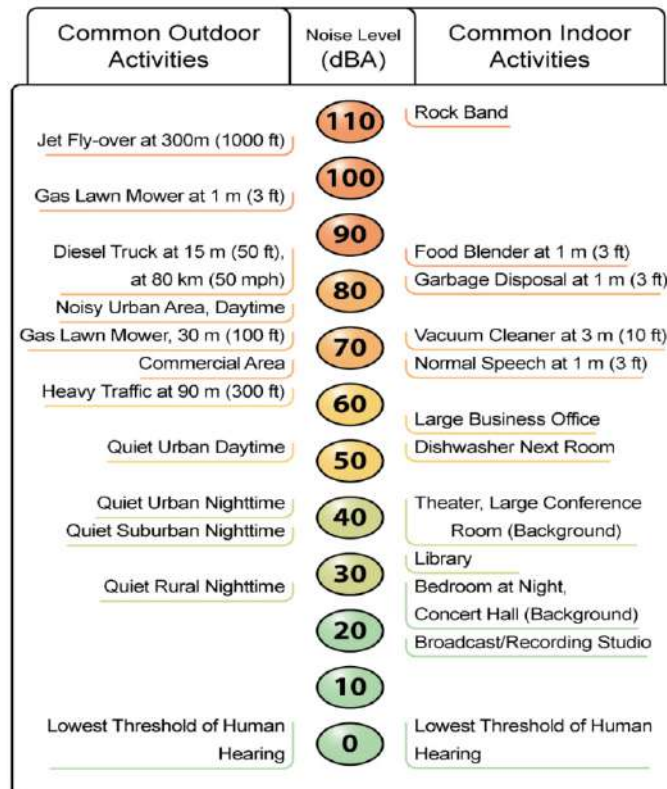 Common Outdoor
Activities
Noise Level
(dBA)
Common Indoor
Activities
110
Rock Band
Jet Fly-over at 300m (1000 ft)
100
Gas Lawn Mower at 1 m (3 ft)
90
Diesel Truck at 15 m (50 ft),
at 80 km (50 mph)
Food Blender at 1 m (3 ft)
80
Garbage Disposal at 1 m (3 ft)
Noisy Urban Area, Daytime
Gas Lawn Mower, 30 m (100 ft)
70
Vacuum Cleaner at 3 m (10 ft)
Commercial Area
Normal Speech at 1 m (3 ft)
Heavy Traffic at 90 m (300 ft)
60
Large Business Office
Quiet Urban Daytime
50
Dishwasher Next Room
Quiet Urban Nighttime
40
Theater, Large Conference
Room (Background)
Quiet Suburban Nighttime
30
Library
Quiet Rural Nighttime
Bedroom at Night,
Concert Hall (Background)
20
Broadcast/Recording Studio
10
Lowest Threshold of Human
Hearing
0
Lowest Threshold of Human
Hearing